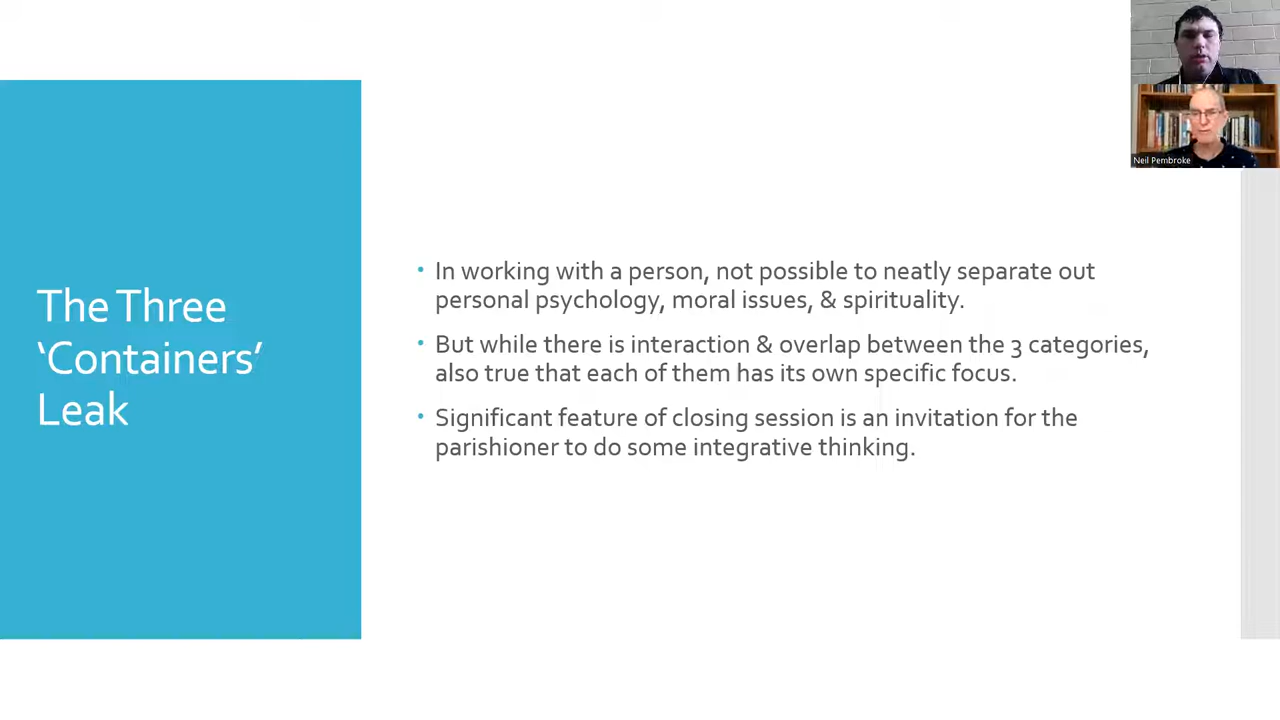 Neil Pembroke
The Three
‘Containers’
Leak
• In working with a person, not possible to neatly separate out
personal psychology, moral issues, & spirituality.
• But while there is interaction & overlap between the 3 categories,
also true that each of them has its own specific focus.
• Significant feature of closing session is an invitation for the
parishioner to do some integrative thinking.